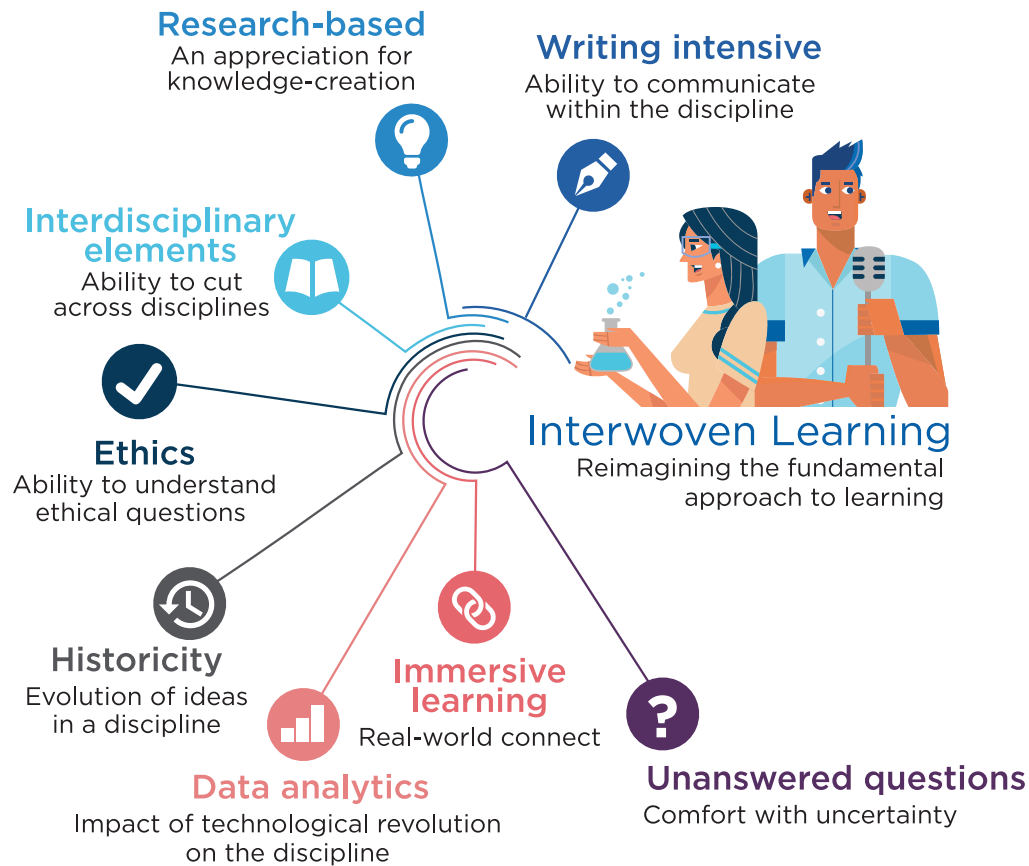 Research-based
An appreciation for
knowledge-creation
Writing intensive
Ability to communicate
within the discipline
Interdisciplinary
elements
Ability to cut
across disciplines
Ethics
Ability to understand
ethical questions
Interwoven Learning
Reimagining the fundamental
approach to learning
Historicity
Evolution of ideas
in a discipline
Immersive
learning
Real-world connect
Data analytics
Impact of technological revolution
on the discipline
?
Unanswered questions
Comfort with uncertainty